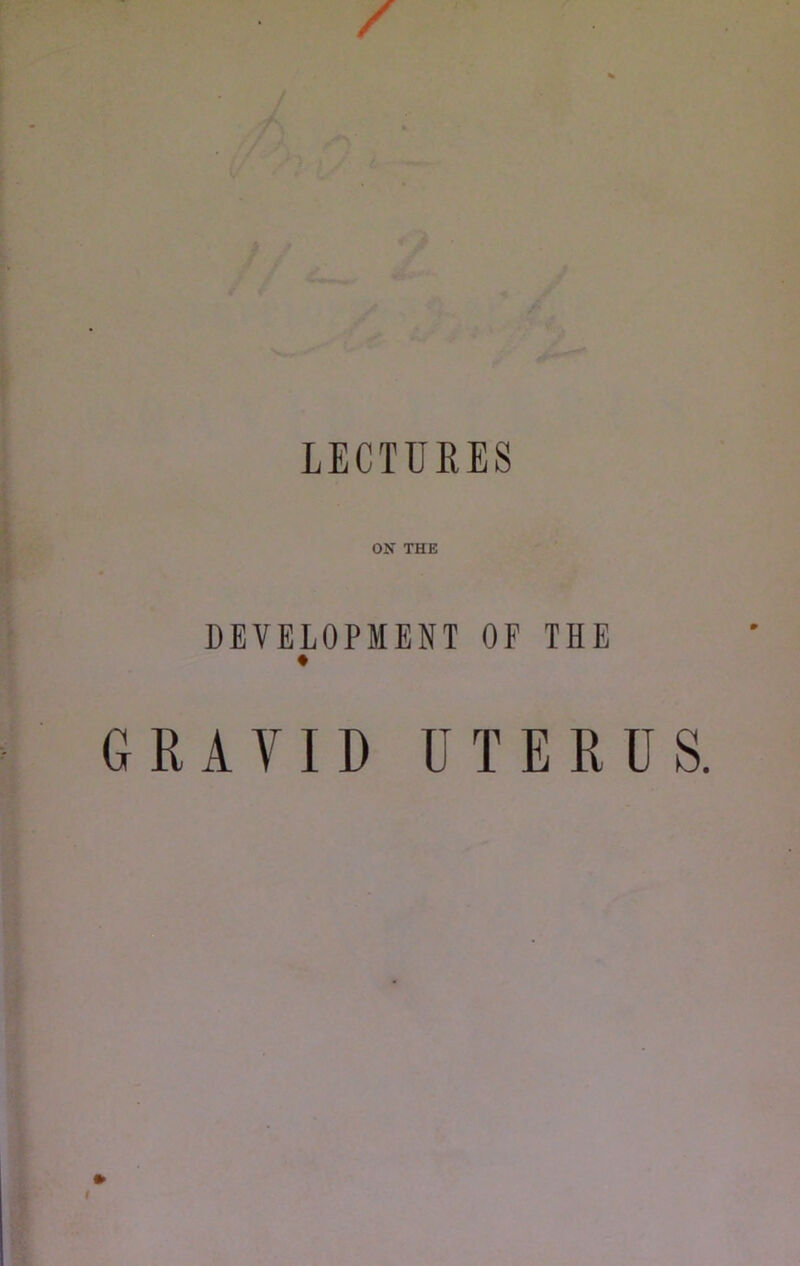 LECTURES
ON THE
DEVELOPMENT OF THE
GRAVID UTERUS.